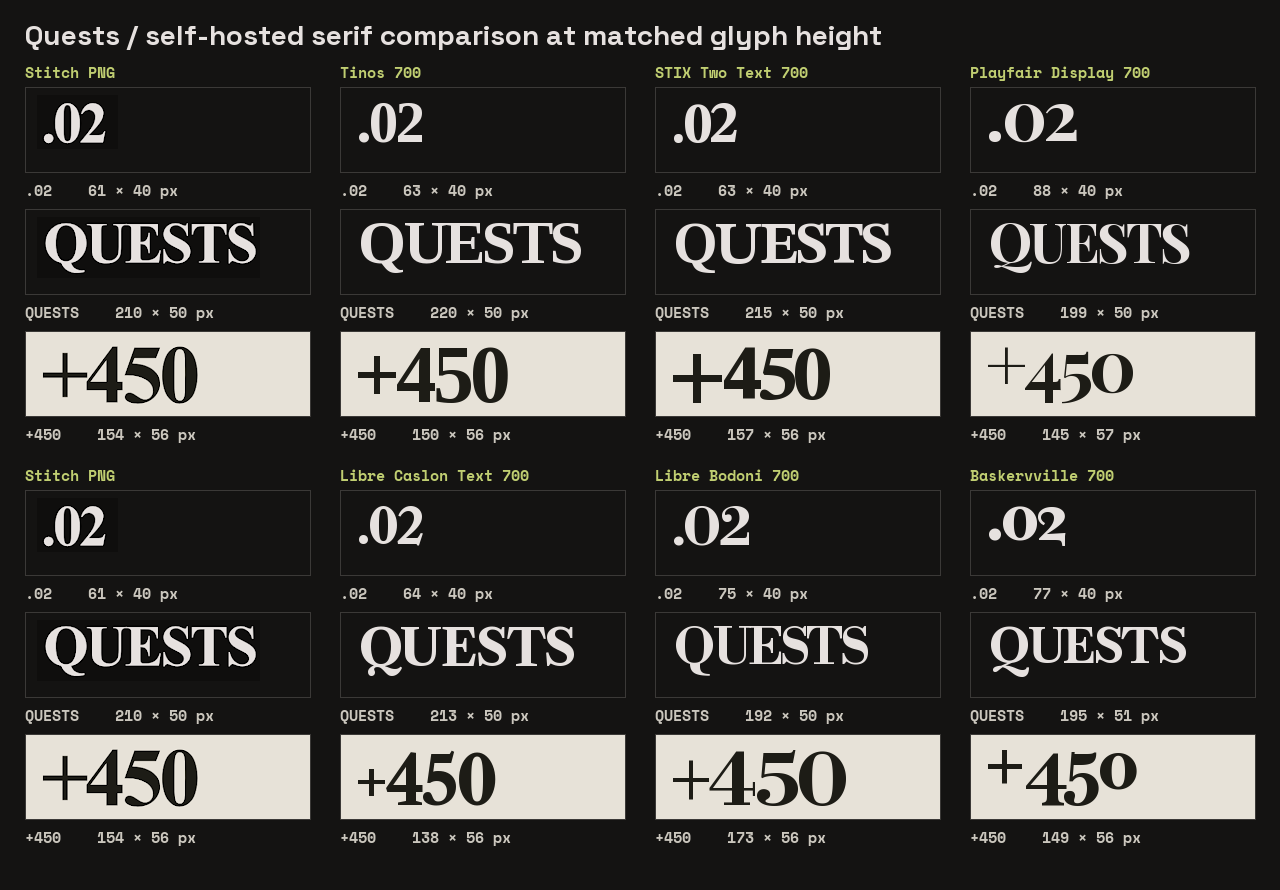 Quests / self-hosted serif comparison at matched glyph height
Stitch PNG Tinos 700 STIX Two Text 700 Playfair Display 700
.02 .02 .02 .02
.02 61 × 40 px .02 63 × 40 px .02 63 × 40 px .02 88 × 40 px
QUESTS QUESTS QUESTS QUESTS
QUESTS 210 × 50 px QUESTS 220 × 50 px QUESTS 215 × 50 px QUESTS 199 × 50 px
+450 +450 +450 +450
+450 154 × 56 px +450 150 × 56 px +450 157 × 56 px +450 145 × 57 px
Stitch PNG Libre Caslon Text 700 Libre Bodoni 700 Baskervville 700
.02 .02 .02 .02
.02 61 × 40 px .02 64 × 40 px .02 75 × 40 px .02 77 × 40 px
QUESTS QUESTS QUESTS QUESTS
QUESTS 210 × 50 px QUESTS 213 × 50 px QUESTS 192 × 50 px QUESTS 195 × 51 px
+450 +450 +450 +450
+450 154 × 56 px +450 138 × 56 px +450 173 × 56 px +450 149 × 56 px